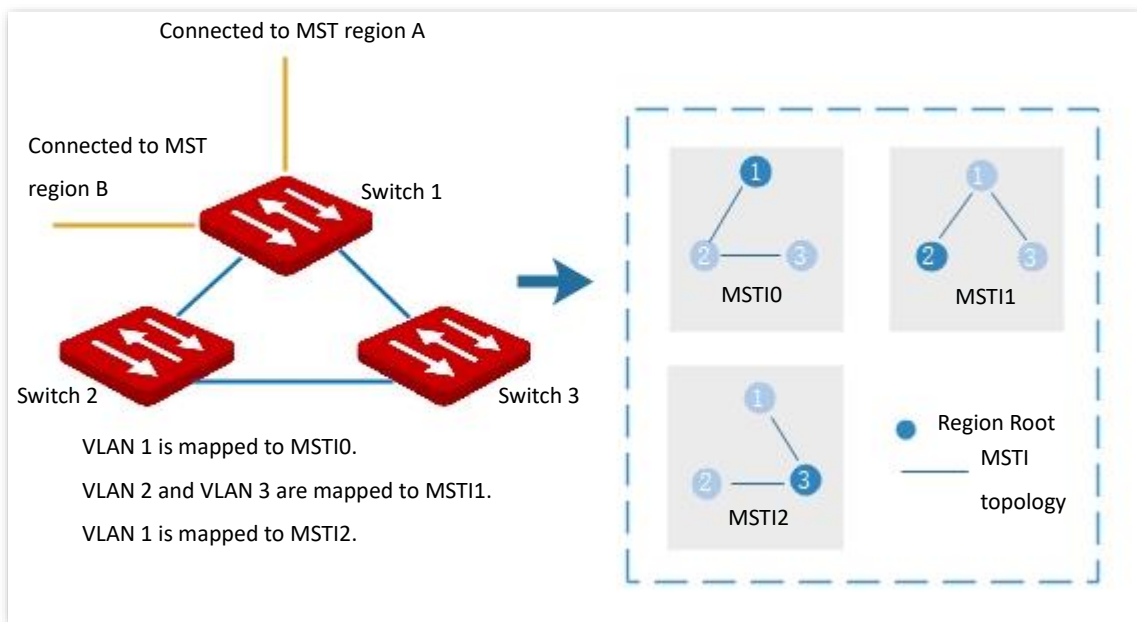 Connected to MST region A
Connected to MST
region B
Switch 1
Switch 2
Switch 3
VLAN 1 is mapped to MSTI0.
VLAN 2 and VLAN 3 are mapped to MSTI1.
VLAN 1 is mapped to MSTI2.
1
2 3
MSTI0
1
2 3
MSTI1
1
2 3
MSTI2
Region Root
MSTI
topology